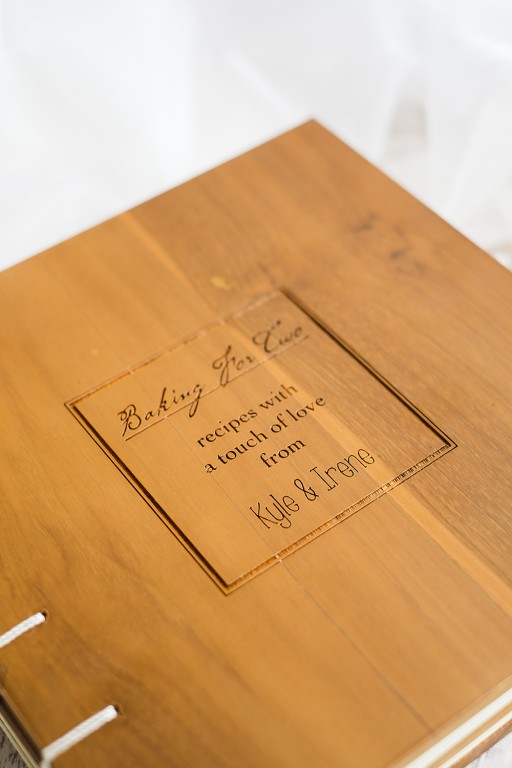 Baking For Two
recipes with
a touch of love
from
Kyle & Irene